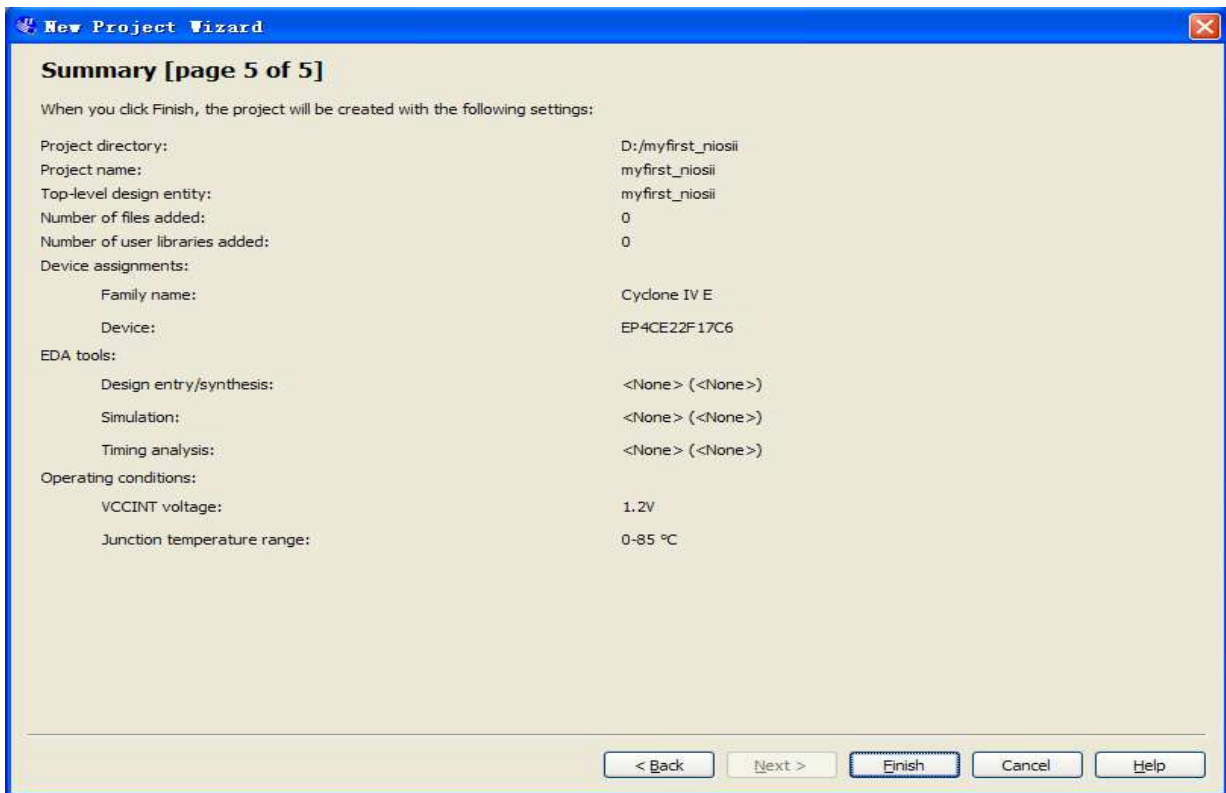 New Project Wizard
Summary [page 5 of 5]
When you click Finish, the project will be created with the following settings:
Project directory: D:/myfirst_niosii
Project name: myfirst_niosii
Top-level design entity: myfirst_niosii
Number of files added: 0
Number of user libraries added: 0
Device assignments:
Family name: Cyclone IV E
Device: EP4CE22F17C6
EDA tools:
Design entry/synthesis: <None> (<None>)
Simulation: <None> (<None>)
Timing analysis: <None> (<None>)
Operating conditions:
VCCINT voltage: 1.2V
Junction temperature range: 0-85 ºC
< Back Next > Finish Cancel Help